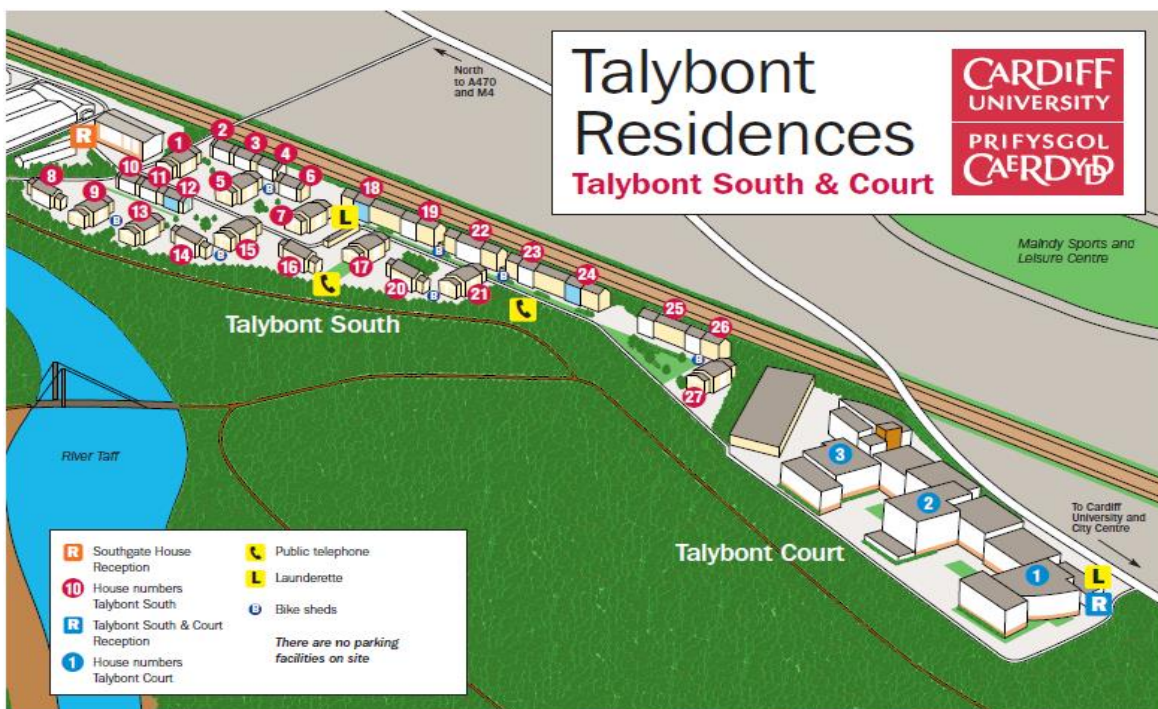 Talybont
Residences
Talybont South & Court
CARDIFF
UNIVERSITY
PRIFYSGOL
CAERDYDD
North
to A470
and M4
Maindy Sports and
Leisure Centre
R
1
2
3
4
5
6
7
8
9
10
11
12
13
14
15
16
17
18
19
20
21
22
23
24
25
26
27
L
B
B
B
B
B
B
B
Talybont South
River Taff
3
2
1
Talybont Court
To Cardiff
University and
City Centre
L
R
R Southgate House
Reception
10 House numbers
Talybont South
R Talybont South & Court
Reception
1 House numbers
Talybont Court
Public telephone
L Launderette
B Bike sheds
There are no parking
facilities on site